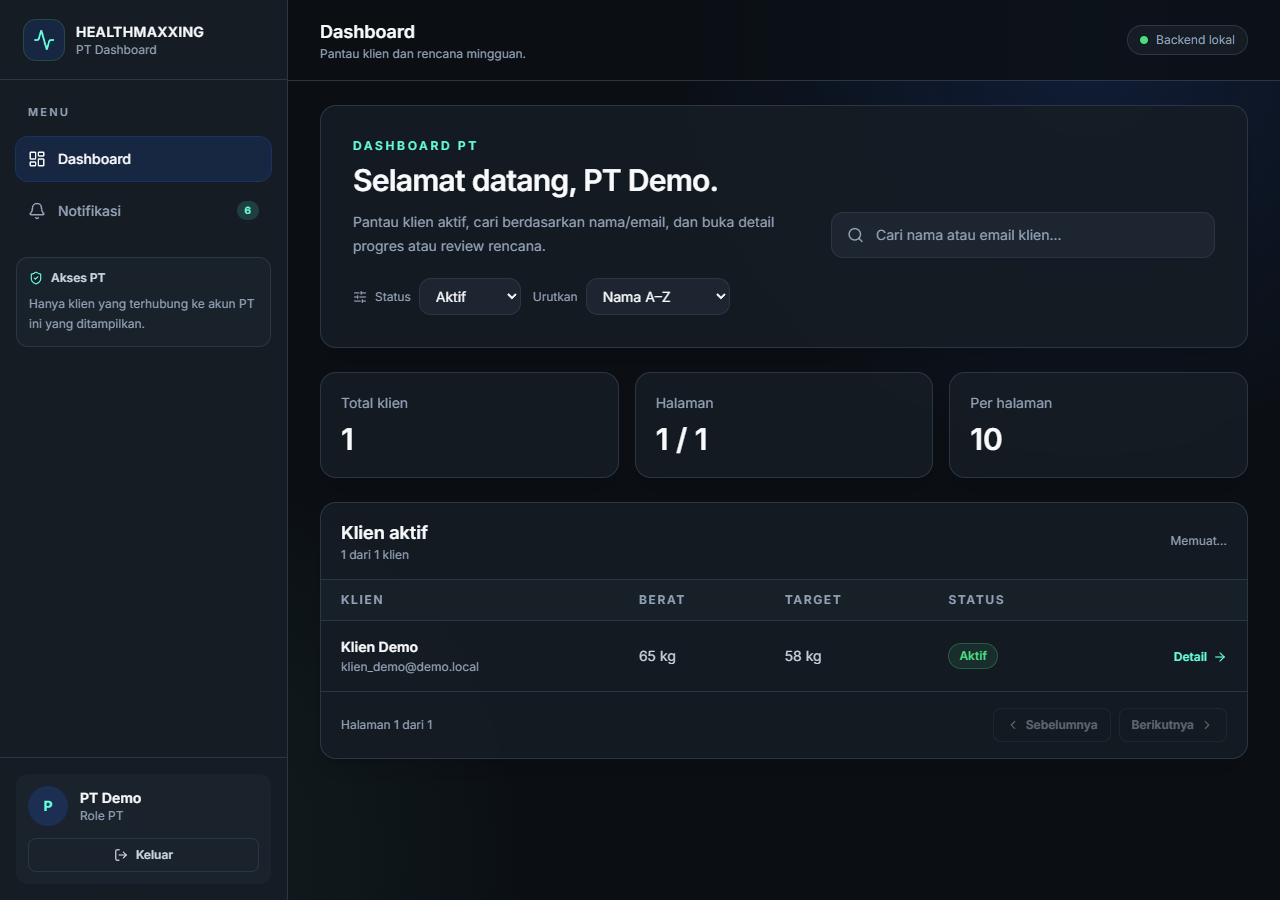 HEALTHMAXXING
PT Dashboard
MENU
Dashboard
Notifikasi 6
Akses PT
Hanya klien yang terhubung ke akun PT
ini yang ditampilkan.
PT Demo
P
Role PT
Keluar
Dashboard
Pantau klien dan rencana mingguan.
Backend lokal
DASHBOARD PT
Selamat datang, PT Demo.
Pantau klien aktif, cari berdasarkan nama/email, dan buka detail
progres atau review rencana.
Cari nama atau email klien...
Status Aktif Urutkan Nama A–Z
Total klien
1
Halaman
1 / 1
Per halaman
10
Klien aktif
1 dari 1 klien
Memuat...
KLIEN BERAT TARGET STATUS
Klien Demo
klien_demo@demo.local
65 kg 58 kg Aktif Detail →
Halaman 1 dari 1
Sebelumnya Berikutnya